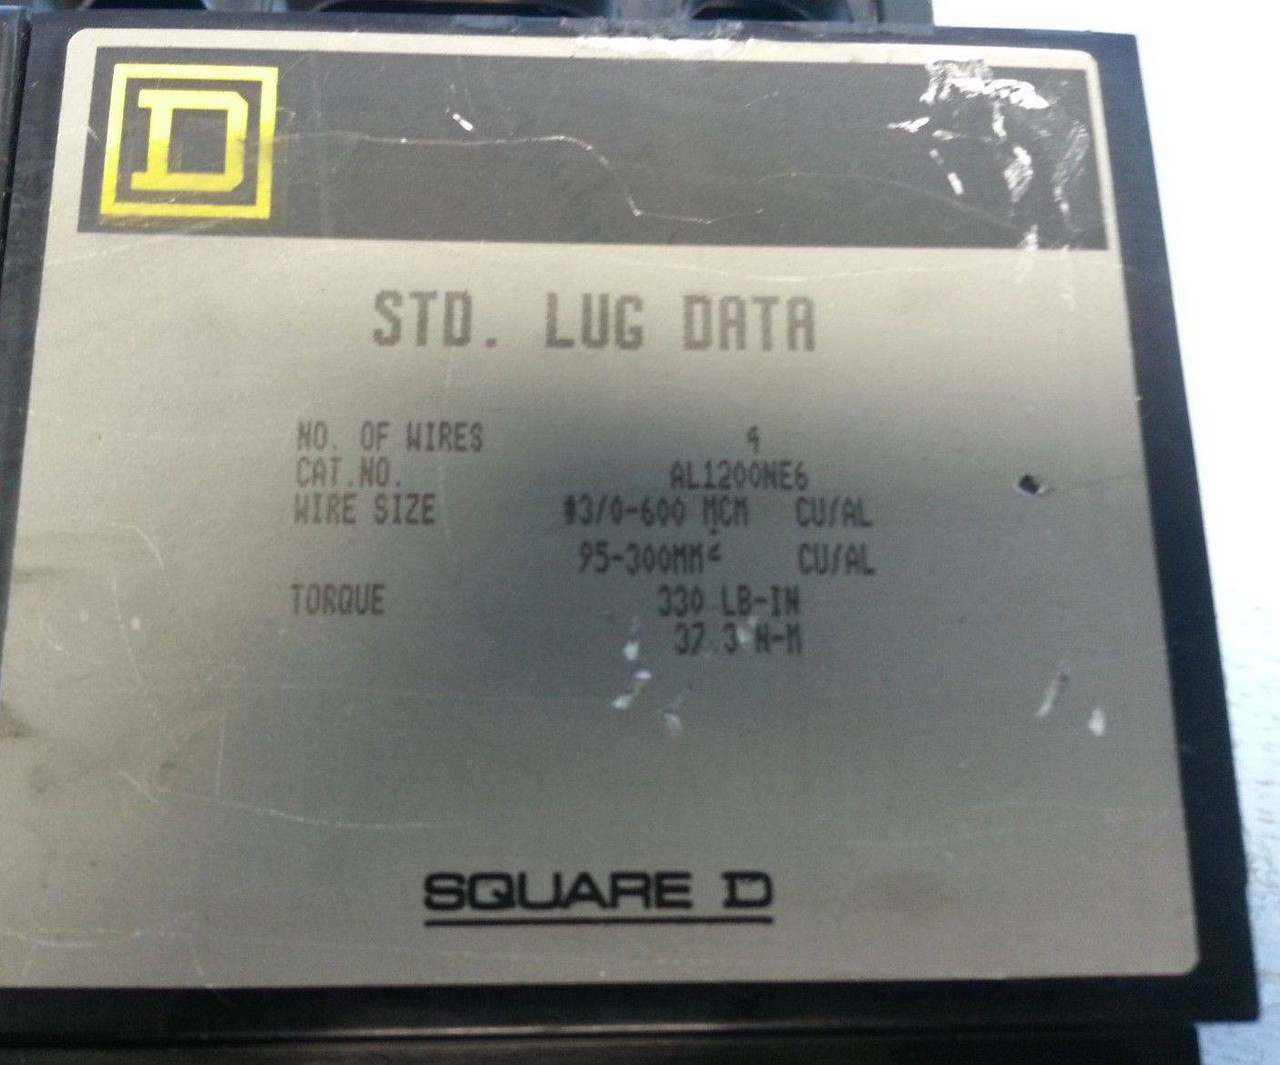 D
STD. LUG DATA
NO. OF WIRES 4
CAT.NO. AL1200NE6
WIRE SIZE #3/0-600 MCM CU/AL
95-300MM² CU/AL
TORQUE 330 LB-IN
37.3 N-M
SQUARE D